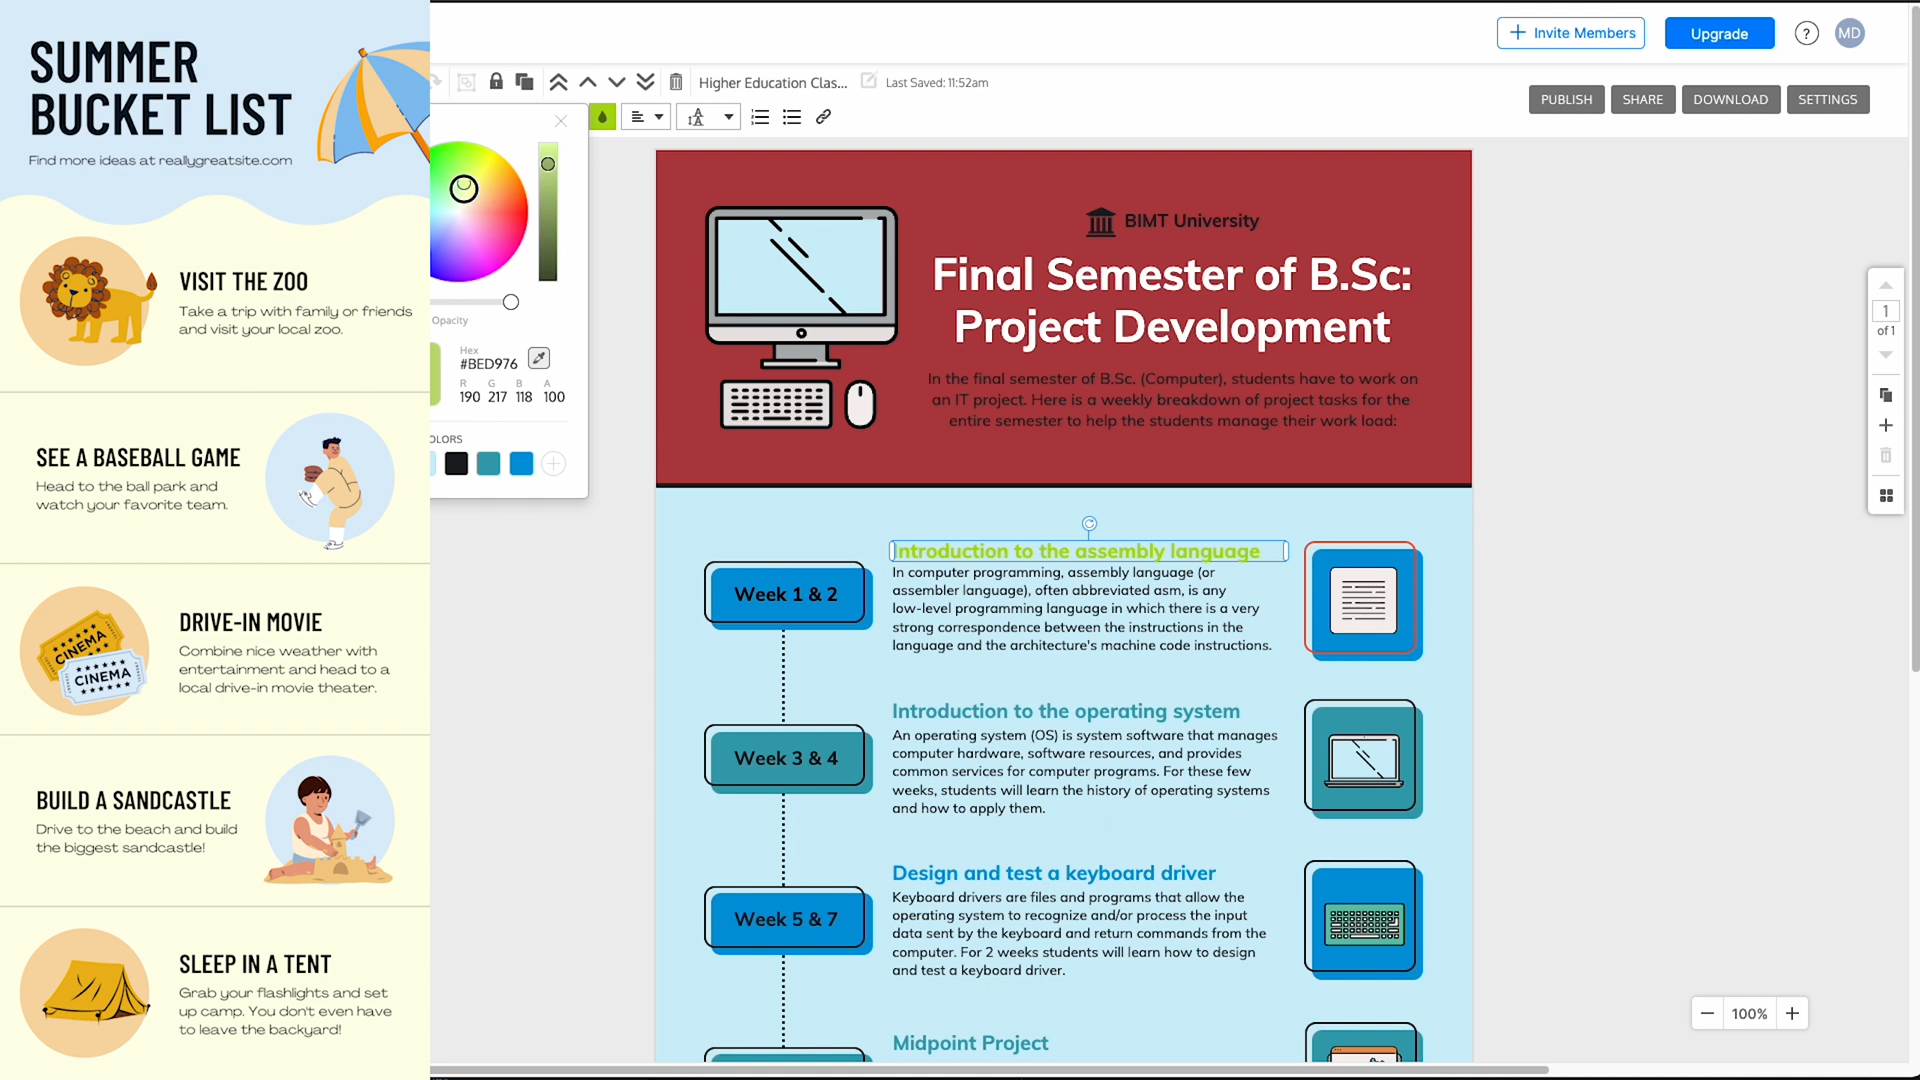 SUMMER
BUCKET LIST
Find more ideas at reallygreatsite.com
VISIT THE ZOO
Take a trip with family or friends
and visit your local zoo.
SEE A BASEBALL GAME
Head to the ball park and
watch your favorite team.
DRIVE-IN MOVIE
Combine nice weather with
entertainment and head to a
local drive-in movie theater.
CINEMA
CINEMA
BUILD A SANDCASTLE
Drive to the beach and build
the biggest sandcastle!
SLEEP IN A TENT
Grab your flashlights and set
up camp. You don't even have
to leave the backyard!
Invite Members
Upgrade
?
MD
Higher Education Clas...
Last Saved: 11:52am
PUBLISH
SHARE
DOWNLOAD
SETTINGS
Opacity
Hex
#BED976
R G B A
190 217 118 100
OLORS
BIMT University
Final Semester of B.Sc:
Project Development
In the final semester of B.Sc. (Computer), students have to work on
an IT project. Here is a weekly breakdown of project tasks for the
entire semester to help the students manage their work load:
Week 1 & 2
Introduction to the assembly language
In computer programming, assembly language (or
assembler language), often abbreviated asm, is any
low-level programming language in which there is a very
strong correspondence between the instructions in the
language and the architecture's machine code instructions.
Week 3 & 4
Introduction to the operating system
An operating system (OS) is system software that manages
computer hardware, software resources, and provides
common services for computer programs. For these few
weeks, students will learn the history of operating systems
and how to apply them.
Week 5 & 7
Design and test a keyboard driver
Keyboard drivers are files and programs that allow the
operating system to recognize and/or process the input
data sent by the keyboard and return commands from the
computer. For 2 weeks students will learn how to design
and test a keyboard driver.
Midpoint Project
1
of 1
100%